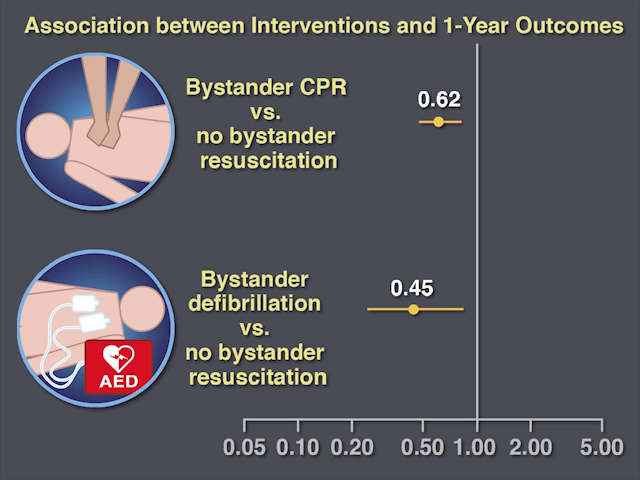 Association between Interventions and 1-Year Outcomes
Bystander CPR
vs.
no bystander
resuscitation
0.62
Bystander
defibrillation
vs.
no bystander
resuscitation
0.45
AED
0.05 0.10 0.20 0.50 1.00 2.00 5.00